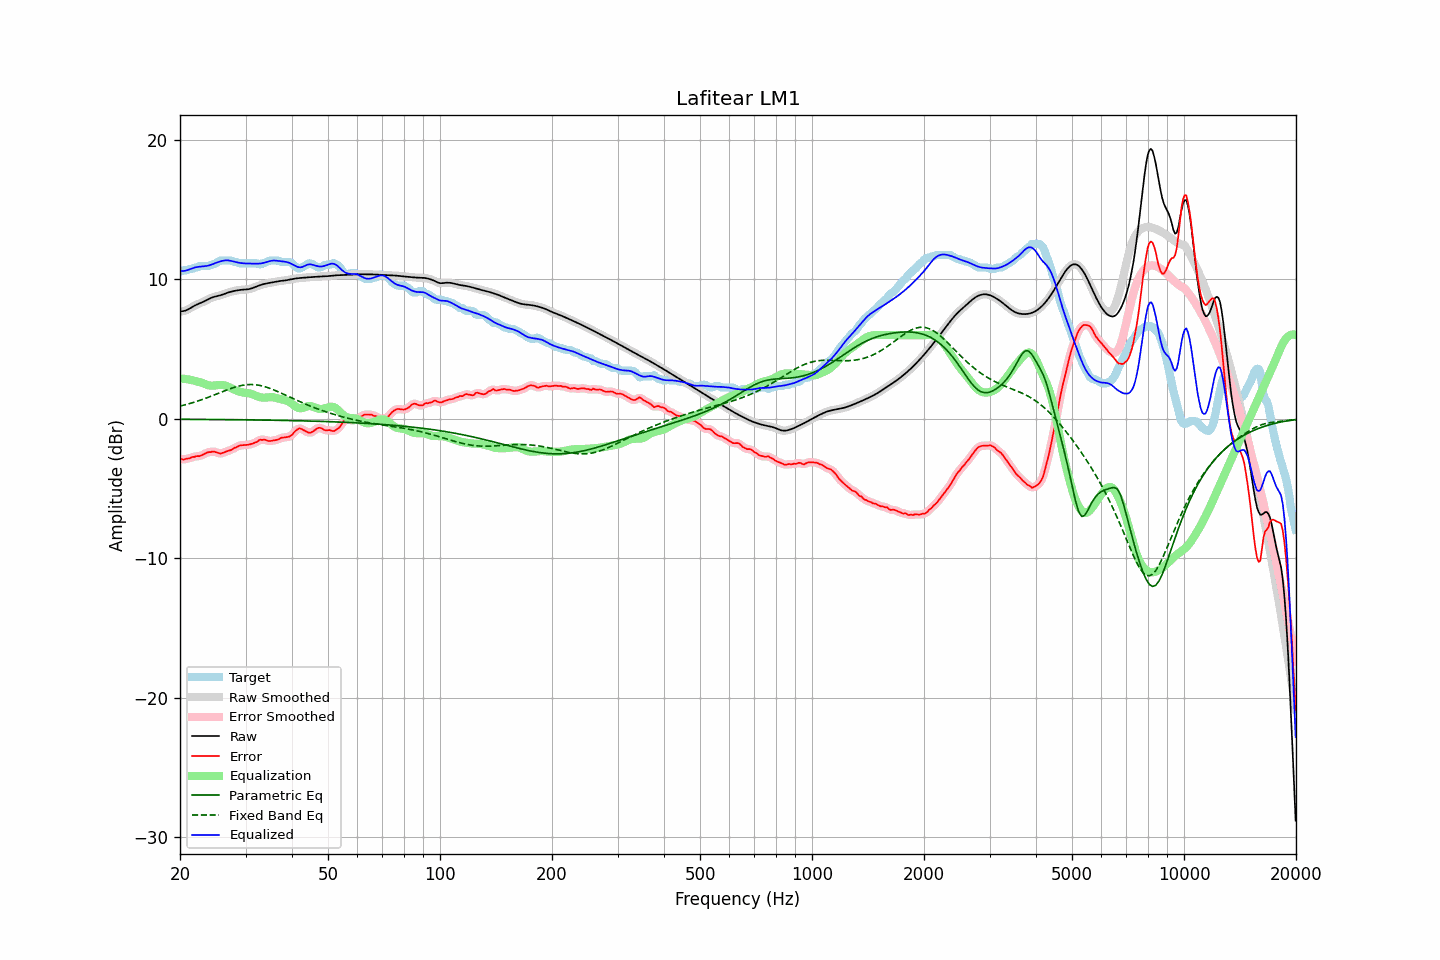 Lafitear LM1
20
10
0
−10
−20
−30
Amplitude (dBr)
Target
Raw Smoothed
Error Smoothed
Raw
Error
Equalization
Parametric Eq
Fixed Band Eq
Equalized
20 50 100 200 500 1000 2000 5000 10000 20000
Frequency (Hz)